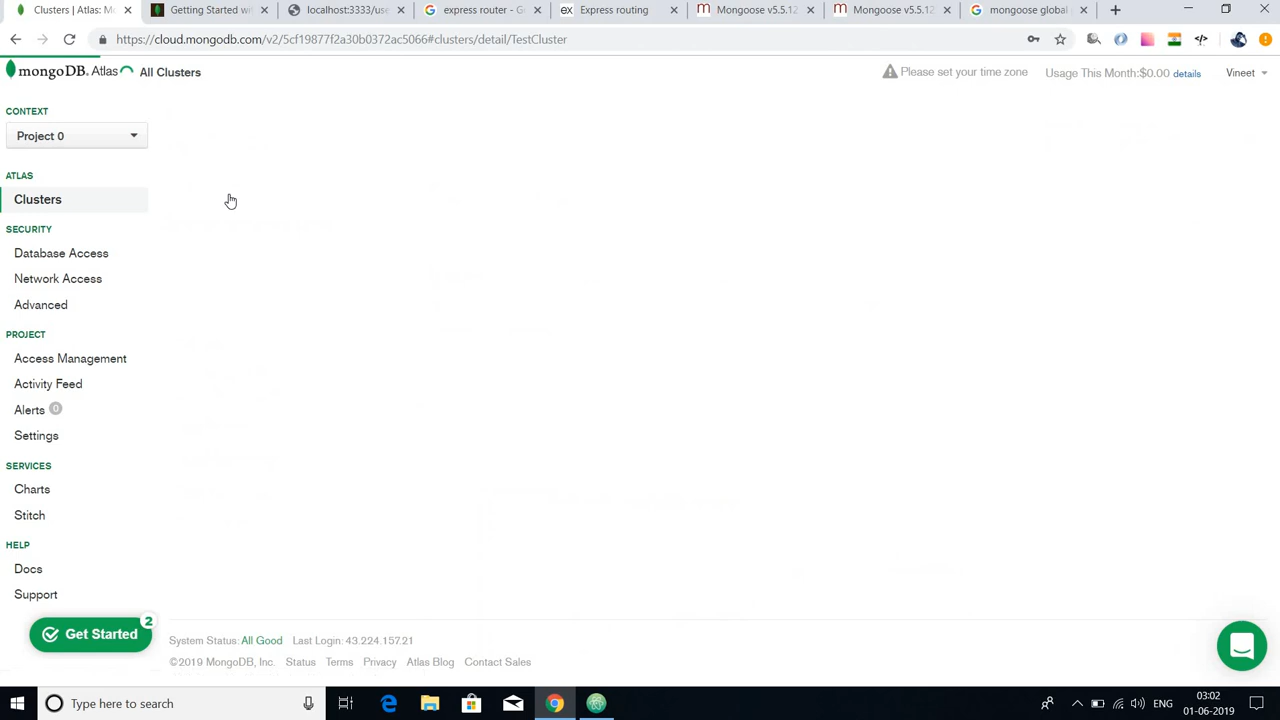 Clusters | Atlas: M
Getting Started wi
localhost:3333/use
express router - G
Express routing
Mongoose v5.5.12
Mongoose v5.5.12
mongoose global
https://cloud.mongodb.com/v2/5cf19877f2a30b0372ac5066#clusters/detail/TestCluster
mongoDB. Atlas All Clusters
Please set your time zone
Usage This Month:$0.00 details
Vineet
CONTEXT
Project 0
ATLAS
Clusters
SECURITY
Database Access
Network Access
Advanced
PROJECT
Access Management
Activity Feed
Alerts 0
Settings
SERVICES
Charts
Stitch
HELP
Docs
Support
Get Started 2
System Status: All Good Last Login: 43.224.157.21
©2019 MongoDB, Inc. Status Terms Privacy Atlas Blog Contact Sales
Type here to search
ENG
03:02
01-06-2019